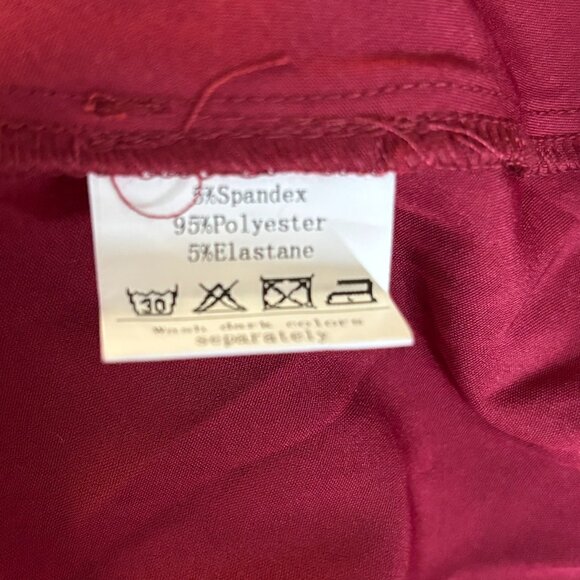 5%Spandex
95%Polyester
5%Elastane
30
Wash dark colors
separately